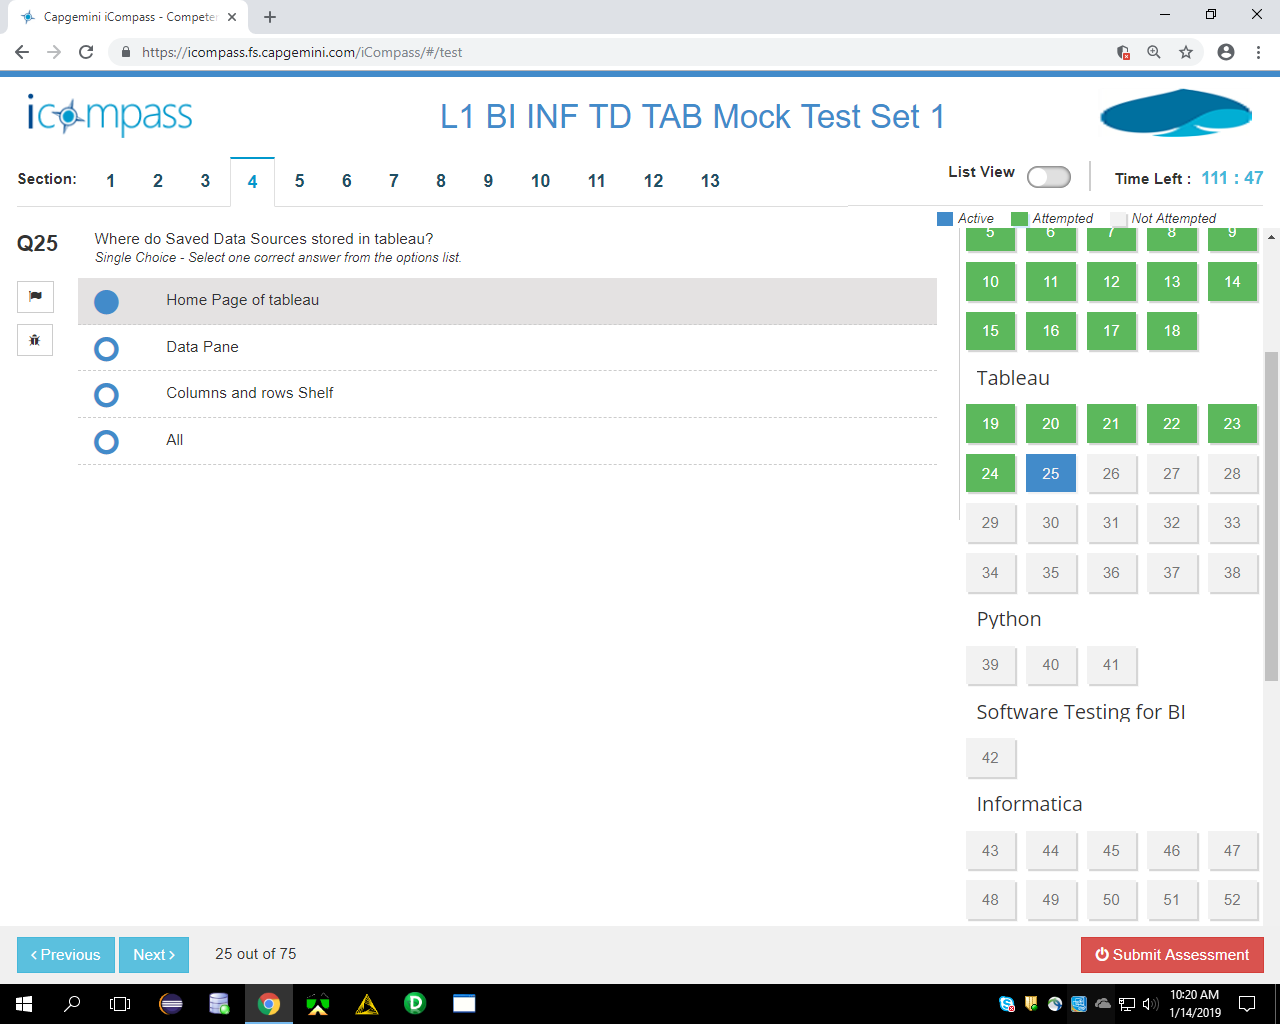 Capgemini iCompass - Compete
https://icompass.fs.capgemini.com/iCompass/#/test
icompass
L1 BI INF TD TAB Mock Test Set 1
Section: 1 2 3 4 5 6 7 8 9 10 11 12 13
List View
Time Left : 111 : 47
Active Attempted Not Attempted
Q25
Where do Saved Data Sources stored in tableau?
Single Choice - Select one correct answer from the options list.
Home Page of tableau
Data Pane
Columns and rows Shelf
All
5 6 7 8 9
10 11 12 13 14
15 16 17 18
Tableau
19 20 21 22 23
24 25 26 27 28
29 30 31 32 33
34 35 36 37 38
Python
39 40 41
Software Testing for BI
42
Informatica
43 44 45 46 47
48 49 50 51 52
Previous
Next
25 out of 75
Submit Assessment
10:20 AM
1/14/2019